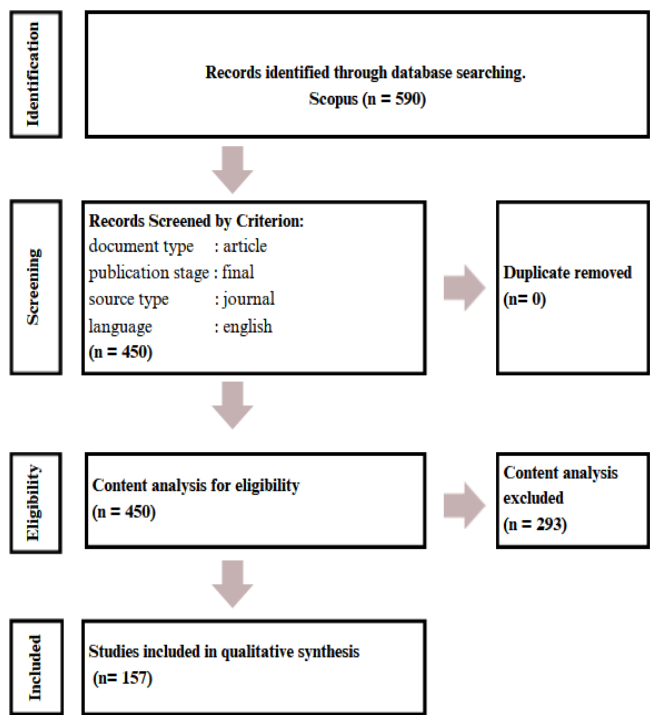 Identification
Records identified through database searching.
Scopus (n = 590)
Screening
Records Screened by Criterion:
document type : article
publication stage : final
source type : journal
language : english
(n = 450)
Duplicate removed
(n= 0)
Eligibility
Content analysis for eligibility
(n = 450)
Content analysis
excluded
(n = 293)
Included
Studies included in qualitative synthesis
(n= 157)